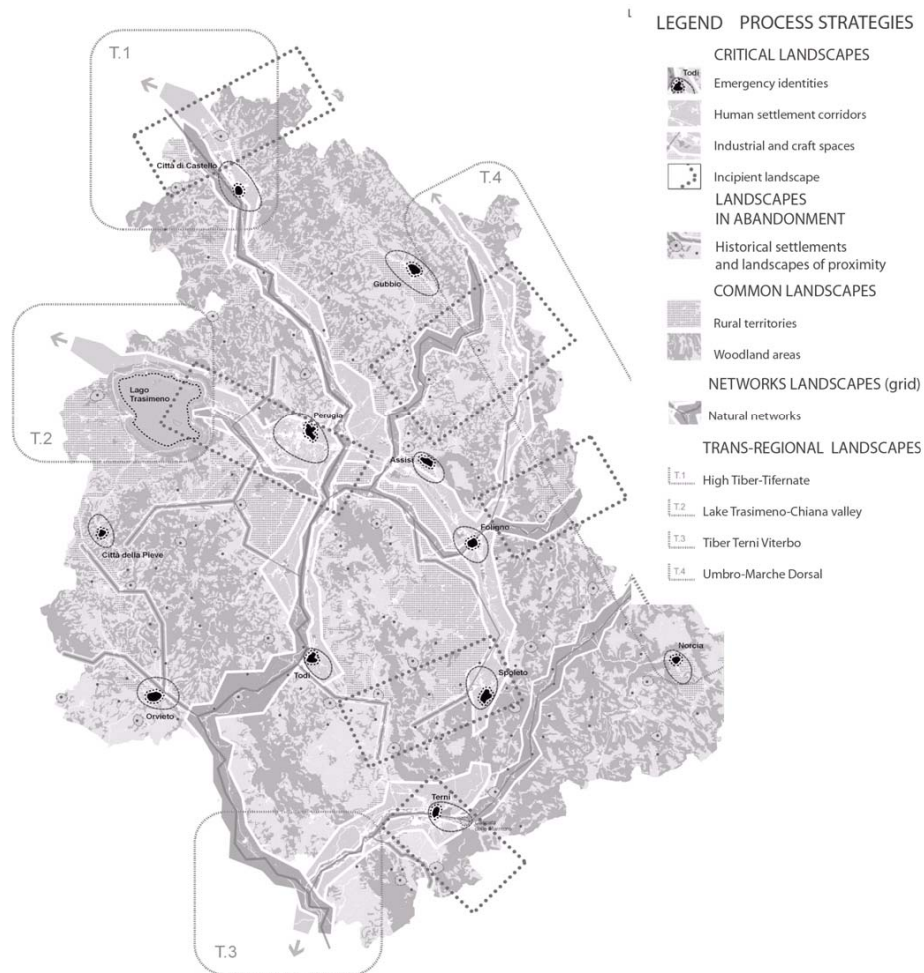 LEGEND PROCESS STRATEGIES
CRITICAL LANDSCAPES
Todi
Emergency identities
Human settlement corridors
Industrial and craft spaces
Incipient landscape
LANDSCAPES
IN ABANDONMENT
Historical settlements
and landscapes of proximity
COMMON LANDSCAPES
Rural territories
Woodland areas
NETWORKS LANDSCAPES (grid)
Natural networks
TRANS-REGIONAL LANDSCAPES
T.1 High Tiber-Tifernate
T.2 Lake Trasimeno-Chiana valley
T.3 Tiber Terni Viterbo
T.4 Umbro-Marche Dorsal
T.1
Città di Castello
T.4
Gubbio
Lago
Trasimeno
Perugia
T.2
Assisi
Foligno
Città della Pieve
Norcia
Todi
Spoleto
Orvieto
Terni
T.3